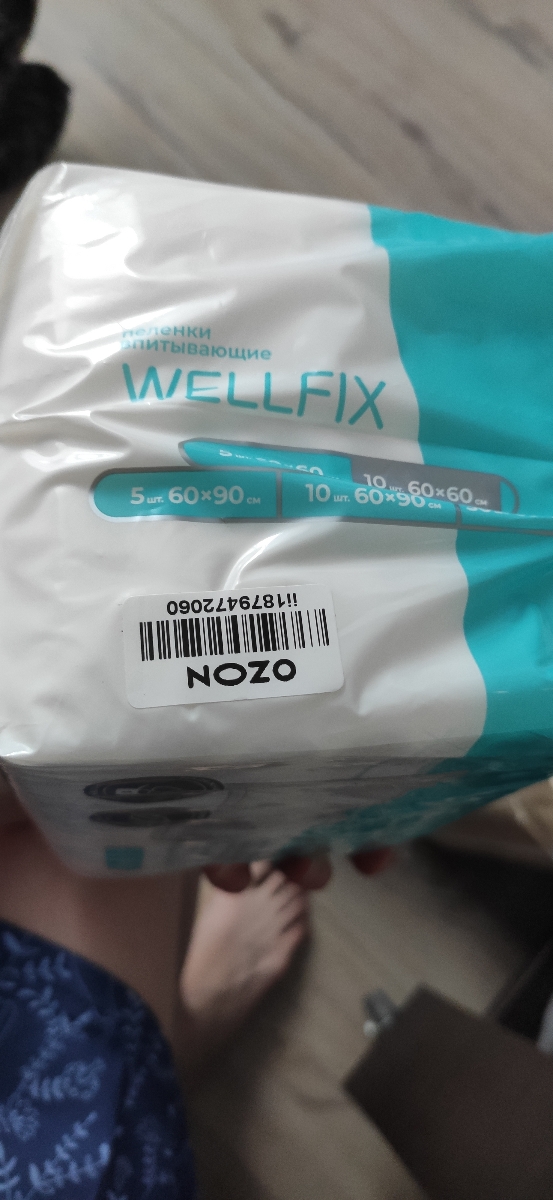 пеленки
впитывающие
WELLFIX
10 шт. 60×60 см
5 шт. 60×90 см
10 шт. 60×90 см
ii18794472060
OZON